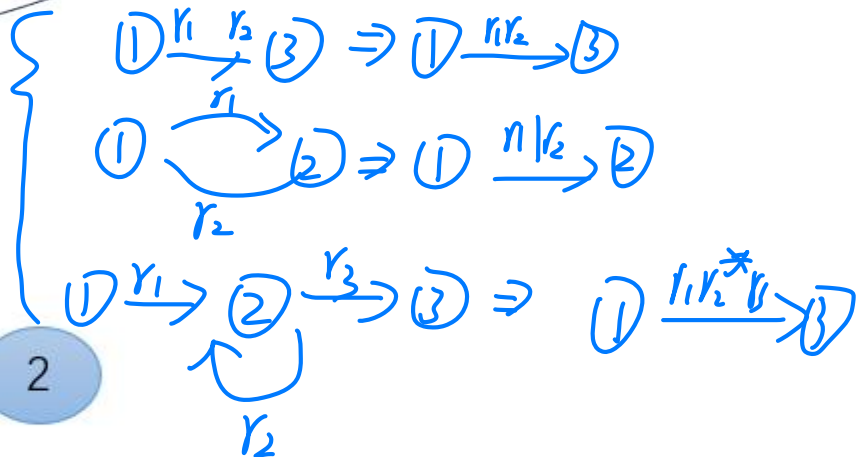 ① r₁ r₂ ③ ⇒ ① r₁r₂ ③
r₁
① ② ⇒ ① r₁|r₂ ②
r₂
① r₁ ② r₃ ③ ⇒ ① r₁r₂*r₃ ③
2
r₂